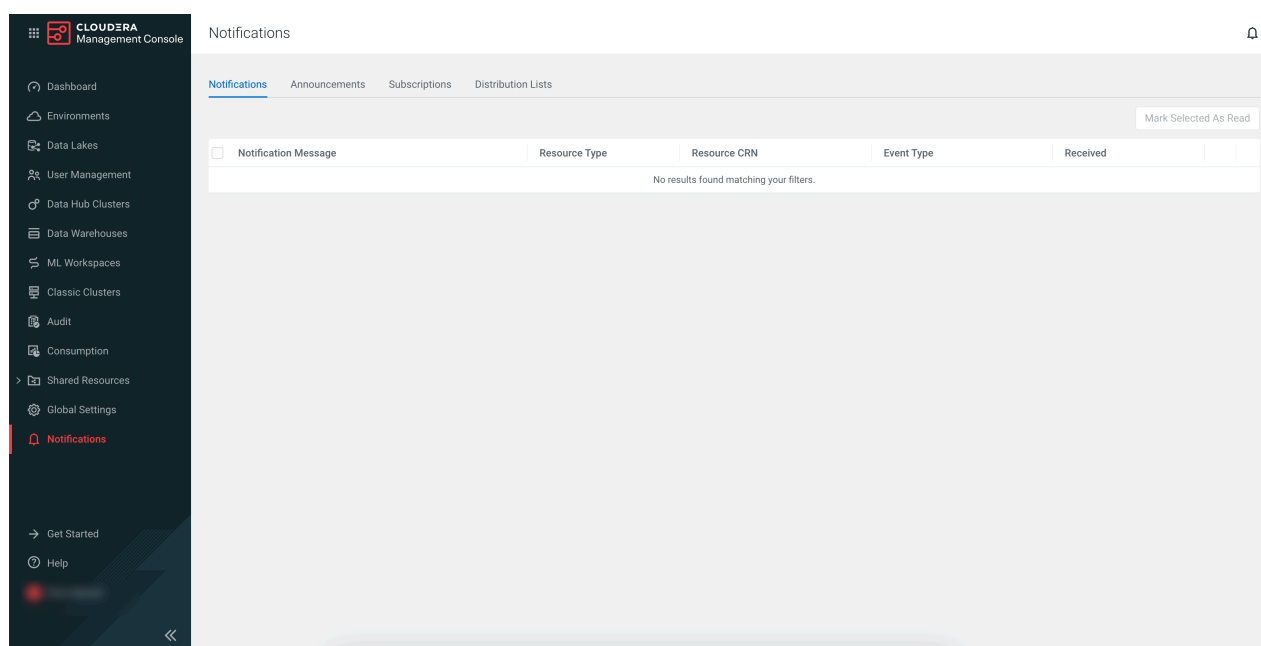 CLOUDERA
Management Console
Notifications
Dashboard
Environments
Data Lakes
User Management
Data Hub Clusters
Data Warehouses
ML Workspaces
Classic Clusters
Audit
Consumption
Shared Resources
Global Settings
Notifications
Get Started
Help
Notifications Announcements Subscriptions Distribution Lists
Mark Selected As Read
Notification Message Resource Type Resource CRN Event Type Received
No results found matching your filters.